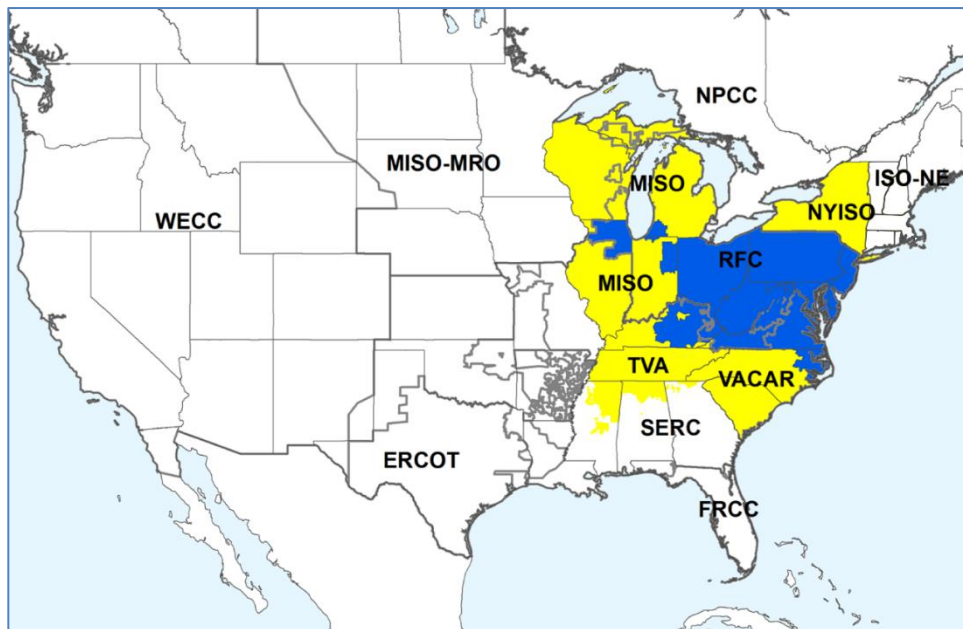 NPCC
MISO-MRO
MISO
ISO-NE
WECC
NYISO
RFC
MISO
TVA
VACAR
SERC
ERCOT
FRCC